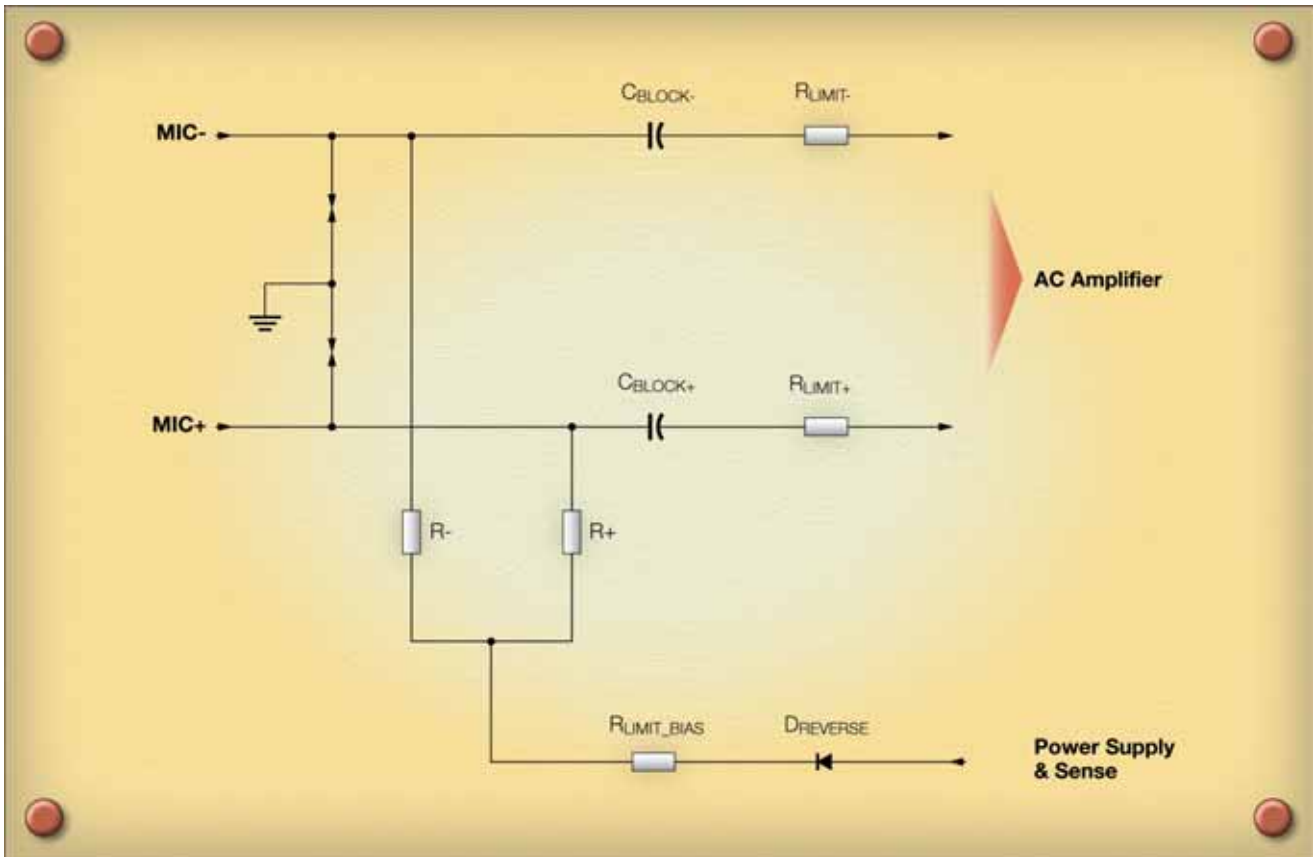 CBLOCK-
RLIMIT-
MIC-
AC Amplifier
CBLOCK+
RLIMIT+
MIC+
R-
R+
RLIMIT_BIAS
DREVERSE
Power Supply
& Sense